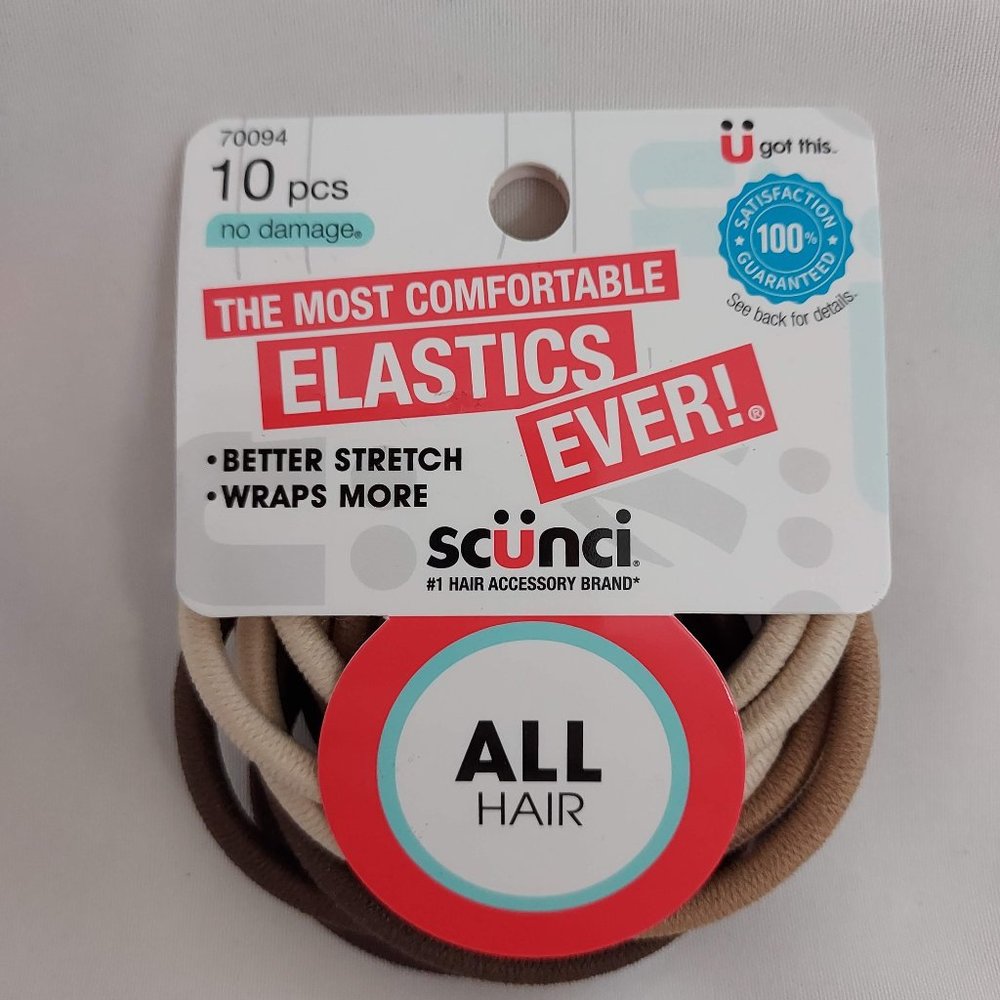 70094
10 pcs
no damage®
Ü got this™
SATISFACTION
100%
GUARANTEED
See back for details.
THE MOST COMFORTABLE
ELASTICS
EVER!®
• BETTER STRETCH
• WRAPS MORE
scünci®
#1 HAIR ACCESSORY BRAND*
ALL
HAIR